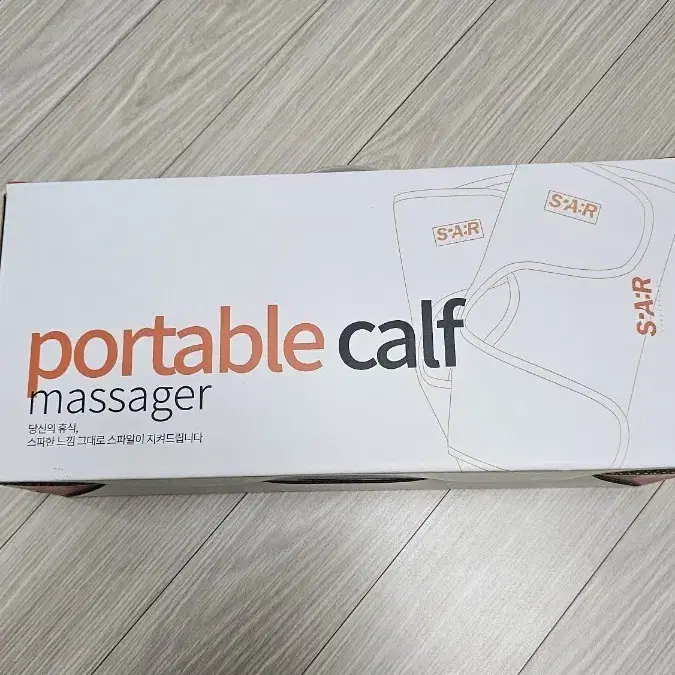 S:A:R
S:A:R
S:A:R
portable calf
massager
당신의 휴식,
스파한 느낌 그대로 스파알이 지켜드립니다